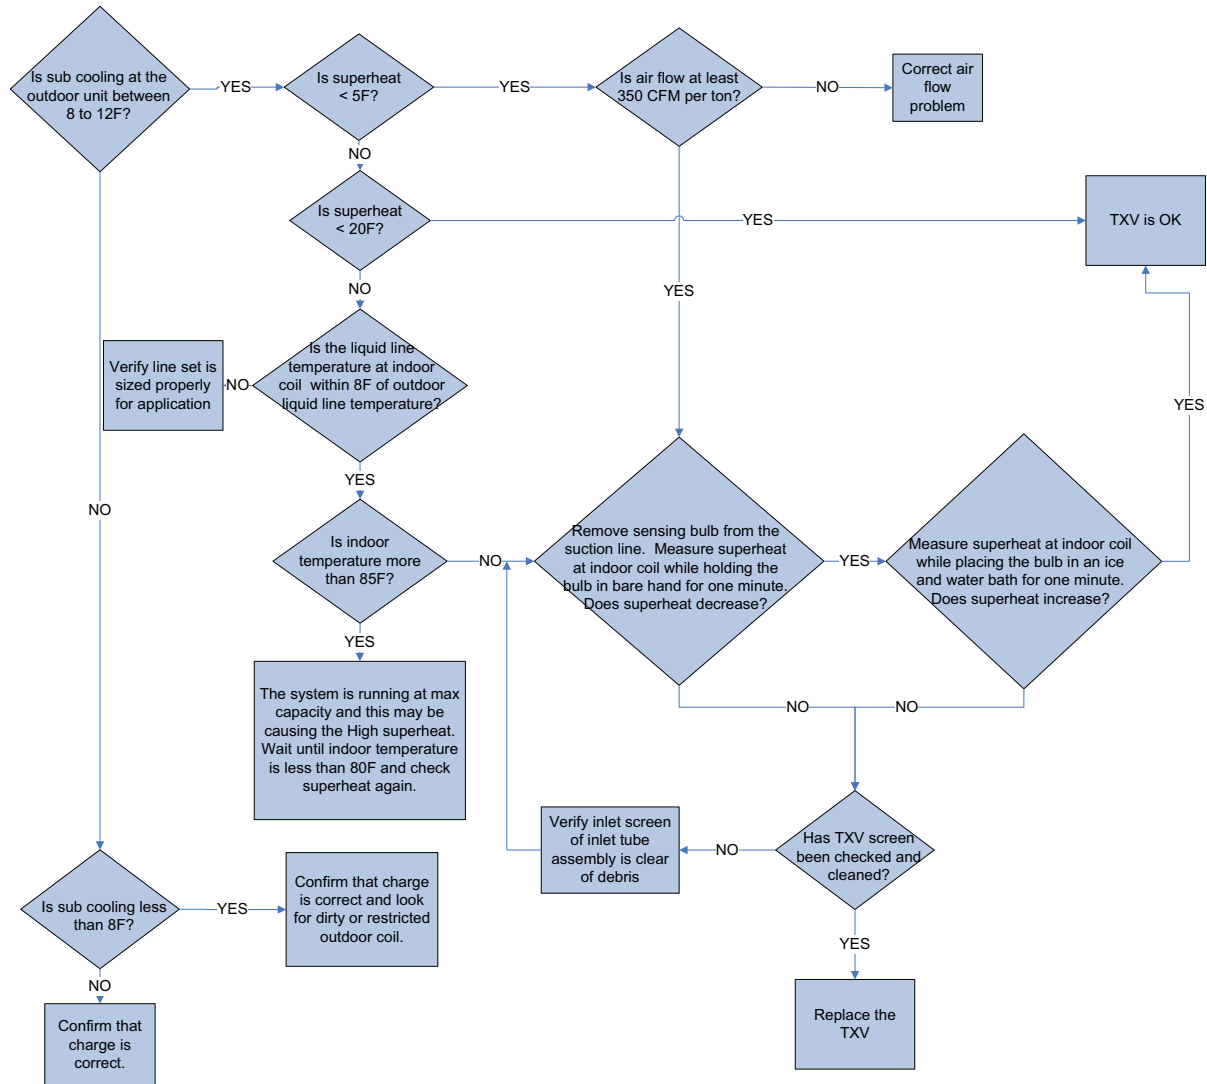 Is sub cooling at the
outdoor unit between
8 to 12F?
YES
Is superheat
< 5F?
YES
Is air flow at least
350 CFM per ton?
NO
Correct air
flow
problem
NO
Is superheat
< 20F?
YES
TXV is OK
NO
YES
Is the liquid line
temperature at indoor
coil  within 8F of outdoor
liquid line temperature?
NO
Verify line set is
sized properly
for application
YES
YES
NO
Is indoor
temperature more
than 85F?
NO
Remove sensing bulb from the
suction line.  Measure superheat
at indoor coil while holding the
bulb in bare hand for one minute.
Does superheat decrease?
YES
Measure superheat at indoor coil
while placing the bulb in an ice
and water bath for one minute.
Does superheat increase?
YES
The system is running at max
capacity and this may be
causing the High superheat.
Wait until indoor temperature
is less than 80F and check
superheat again.
NO
NO
Verify inlet screen
of inlet tube
assembly is clear
of debris
NO
Has TXV screen
been checked and
cleaned?
Is sub cooling less
than 8F?
YES
Confirm that charge
is correct and look
for dirty or restricted
outdoor coil.
YES
NO
Replace the
TXV
Confirm that
charge is
correct.